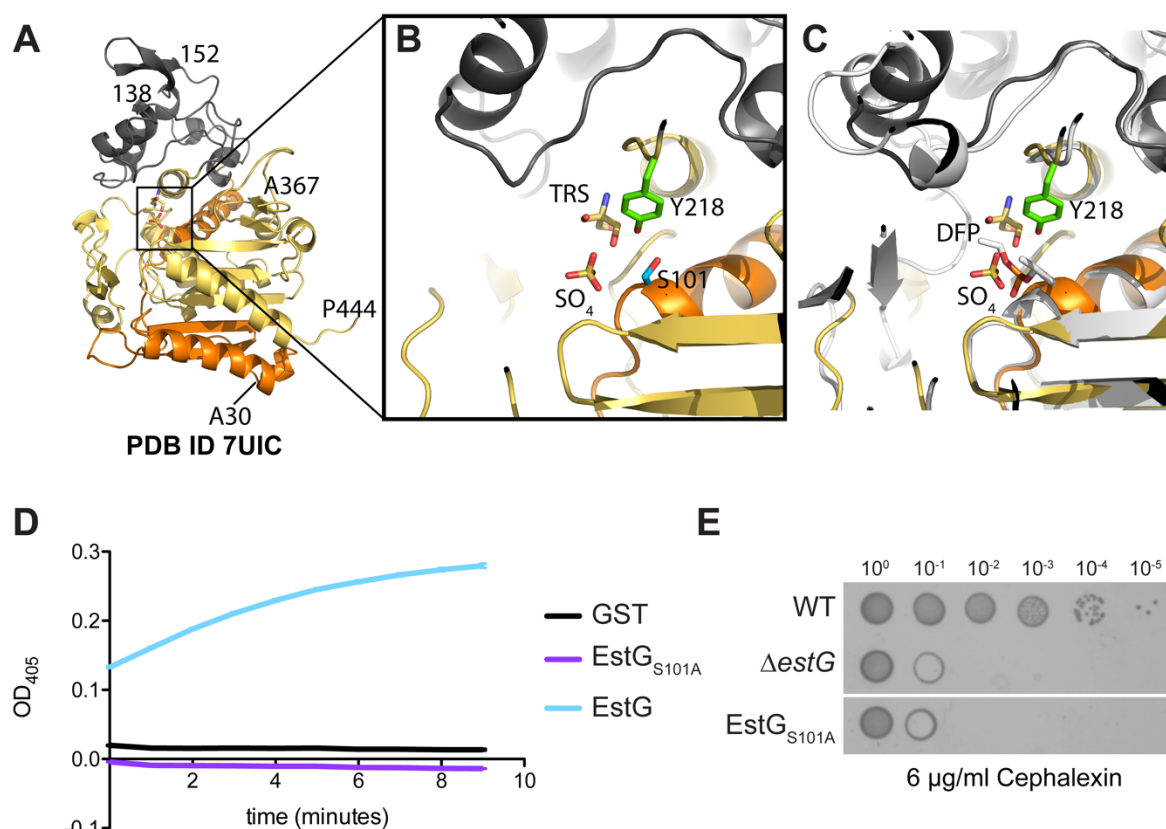 A
152
138
A367
P444
A30
PDB ID 7UIC
B
TRS
Y218
S101
SO4
C
Y218
DFP
SO4
D
0.3
0.2
0.1
0.0
-0.1
OD405
2 4 6 8 10
time (minutes)
GST
EstGS101A
EstG
E
10⁰ 10⁻¹ 10⁻² 10⁻³ 10⁻⁴ 10⁻⁵
WT
ΔestG
EstGS101A
6 µg/ml Cephalexin